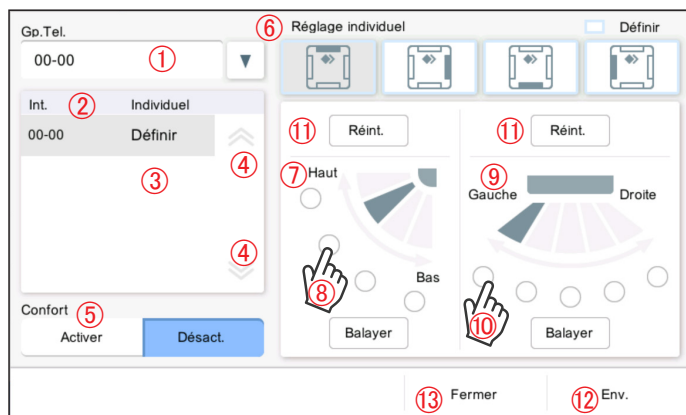 Gp.Tel.
00-00 ① ▼
Int. ② Individuel
00-00 Définir
③
④
④
Confort
⑤
Activer Désact.
⑥ Réglage individuel
Définir
⑪ Réint.
⑪ Réint.
⑦ Haut
⑧
Bas
Balayer
⑨
Gauche Droite
⑩
Balayer
⑬ Fermer
⑫ Env.